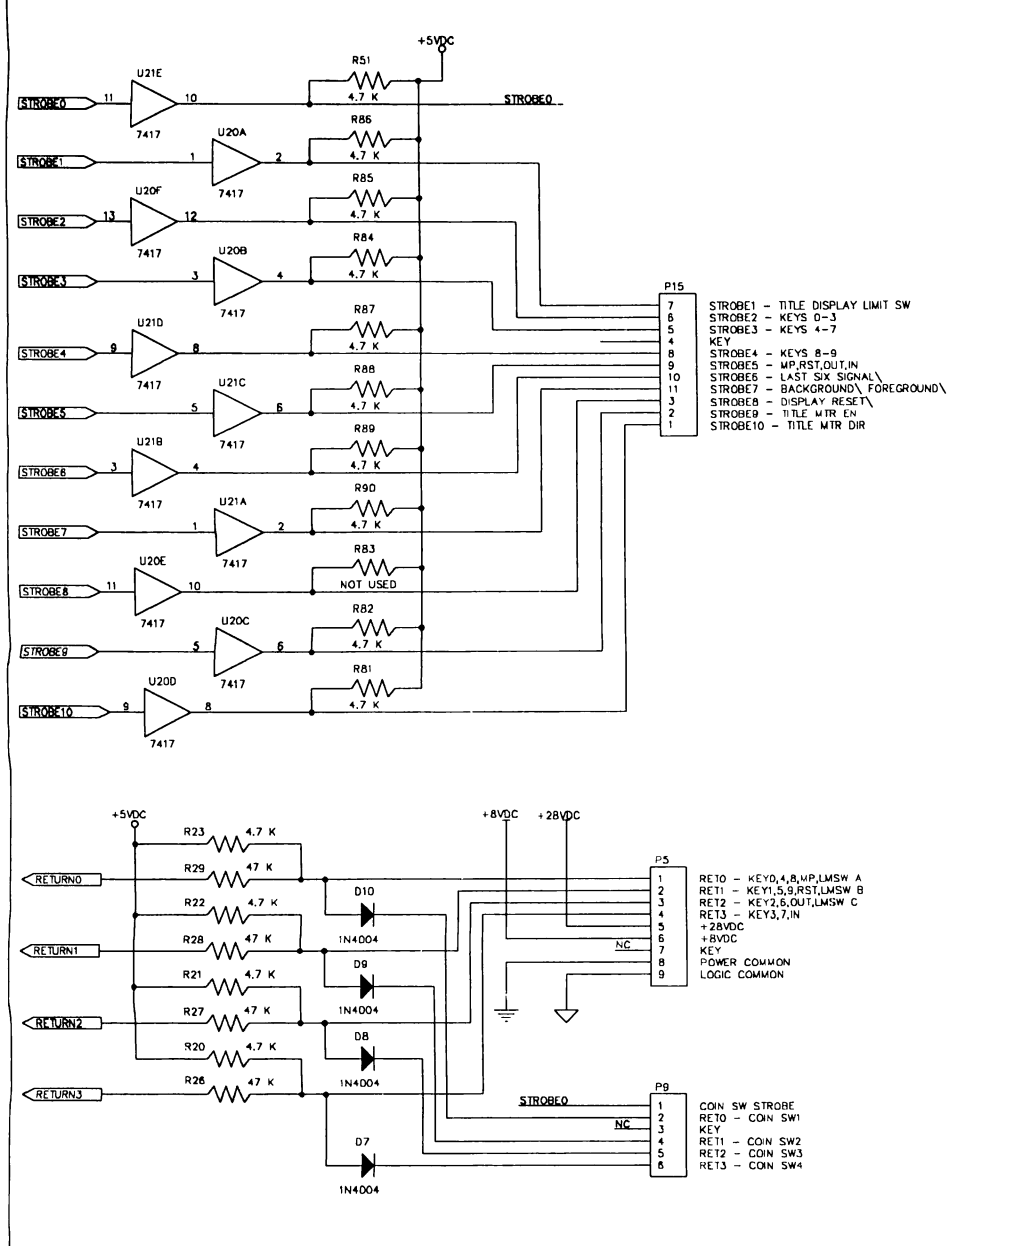 +5VDC
R51
U21E
STROBE0 11 10 4.7 K STROBE0
7417
R86
U20A
STROBE1 1 2 4.7 K
7417
R85
U20F
STROBE2 13 12 4.7 K
7417
R84
U20B
STROBE3 3 4 4.7 K
7417
P15
7 STROBE1 - TITLE DISPLAY LIMIT SW
6 STROBE2 - KEYS 0-3
5 STROBE3 - KEYS 4-7
4 KEY
8 STROBE4 - KEYS 8-9
9 STROBE5 - MP,RST,OUT,IN
10 STROBE6 - LAST SIX SIGNAL\
11 STROBE7 - BACKGROUND\ FOREGROUND\
3 STROBE8 - DISPLAY RESET\
2 STROBE9 - TITLE MTR EN
1 STROBE10 - TITLE MTR DIR
R87
U21D
STROBE4 9 8 4.7 K
7417
R88
U21C
STROBE5 5 6 4.7 K
7417
R89
U21B
STROBE6 3 4 4.7 K
7417
R90
U21A
STROBE7 1 2 4.7 K
7417
R83
U20E
STROBE8 11 10 NOT USED
7417
R82
U20C
STROBE9 5 6 4.7 K
7417
R81
U20D
STROBE10 9 8 4.7 K
7417
+5VDC +8VDC +28VDC
R23 4.7 K
RETURN0 R29 47 K
R22 4.7 K
D10
1N4004
RETURN1 R28 47 K
R21 4.7 K
D9
1N4004
RETURN2 R27 47 K
R20 4.7 K
D8
1N4004
RETURN3 R26 47 K
D7
1N4004
P5
1 RET0 - KEY0,4,8,MP,LMSW A
2 RET1 - KEY1,5,9,RST,LMSW B
3 RET2 - KEY2,6,OUT,LMSW C
4 RET3 - KEY3,7,IN
5 +28VDC
6 +8VDC
NC 7 KEY
8 POWER COMMON
9 LOGIC COMMON
P9
STROBE0 1 COIN SW STROBE
2 RET0 - COIN SW1
NC 3 KEY
4 RET1 - COIN SW2
5 RET2 - COIN SW3
6 RET3 - COIN SW4